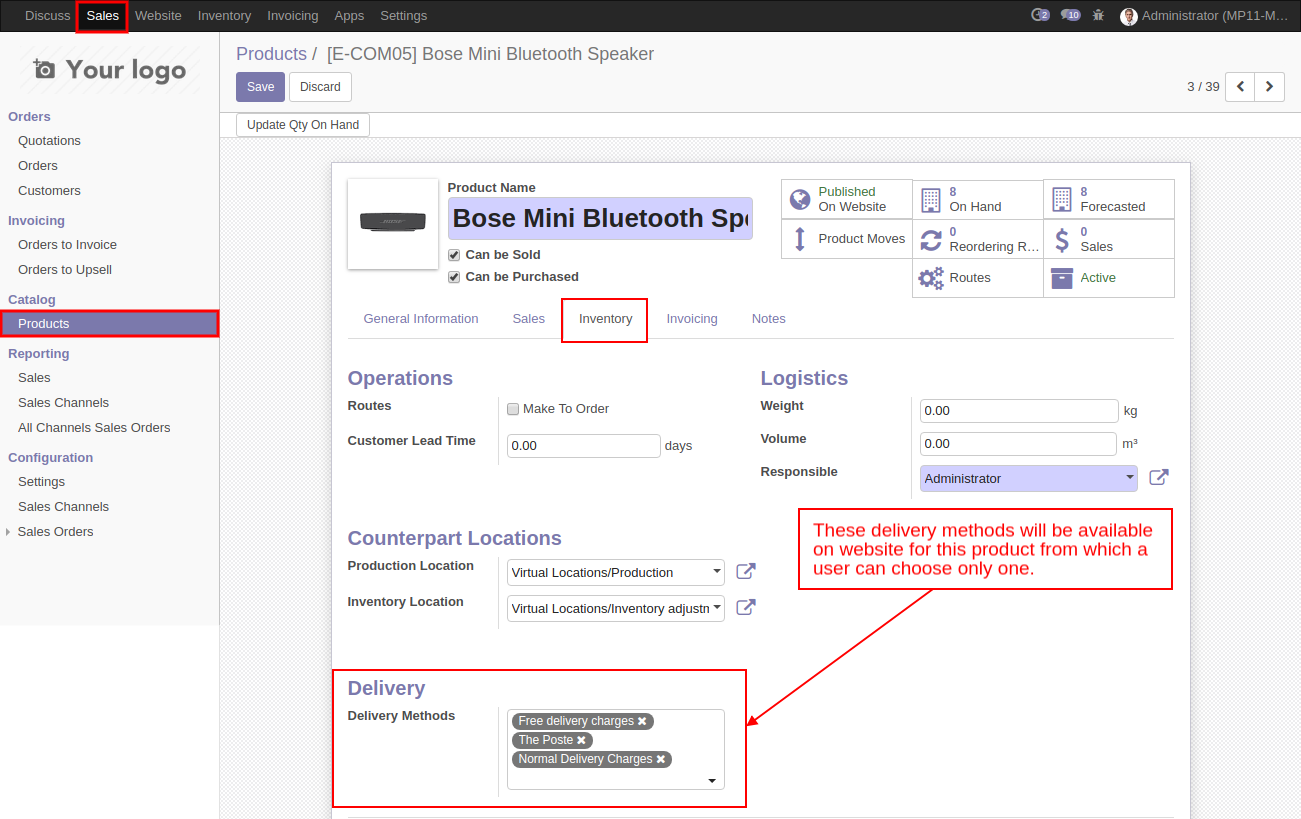 Discuss Sales Website Inventory Invoicing Apps Settings 2 10 Administrator (MP11-M...
Your logo
Orders
Quotations
Orders
Customers
Invoicing
Orders to Invoice
Orders to Upsell
Catalog
Products
Reporting
Sales
Sales Channels
All Channels Sales Orders
Configuration
Settings
Sales Channels
Sales Orders
Products / [E-COM05] Bose Mini Bluetooth Speaker
Save Discard 3 / 39
Update Qty On Hand
BOSE
Product Name
Bose Mini Bluetooth Spe
Can be Sold
Can be Purchased
Published
On Website
8
On Hand
8
Forecasted
Product Moves
0
Reordering R...
0
Sales
Routes
Active
General Information Sales Inventory Invoicing Notes
Operations
Routes Make To Order
Customer Lead Time 0.00 days
Logistics
Weight 0.00 kg
Volume 0.00 m³
Responsible Administrator
Counterpart Locations
Production Location Virtual Locations/Production
Inventory Location Virtual Locations/Inventory adjustm
These delivery methods will be available
on website for this product from which a
user can choose only one.
Delivery
Delivery Methods Free delivery charges ✖
The Poste ✖
Normal Delivery Charges ✖